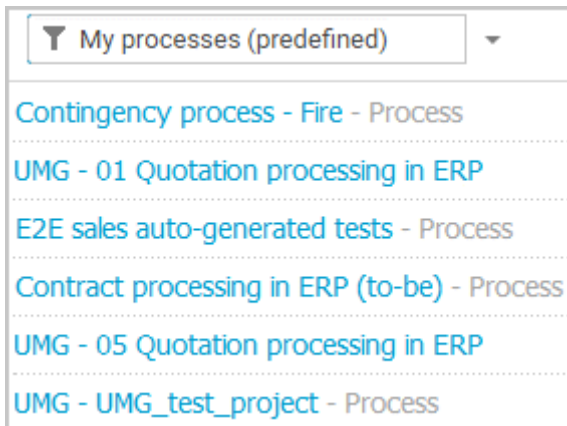 My processes (predefined)
Contingency process - Fire - Process
UMG - 01 Quotation processing in ERP
E2E sales auto-generated tests - Process
Contract processing in ERP (to-be) - Process
UMG - 05 Quotation processing in ERP
UMG - UMG_test_project - Process